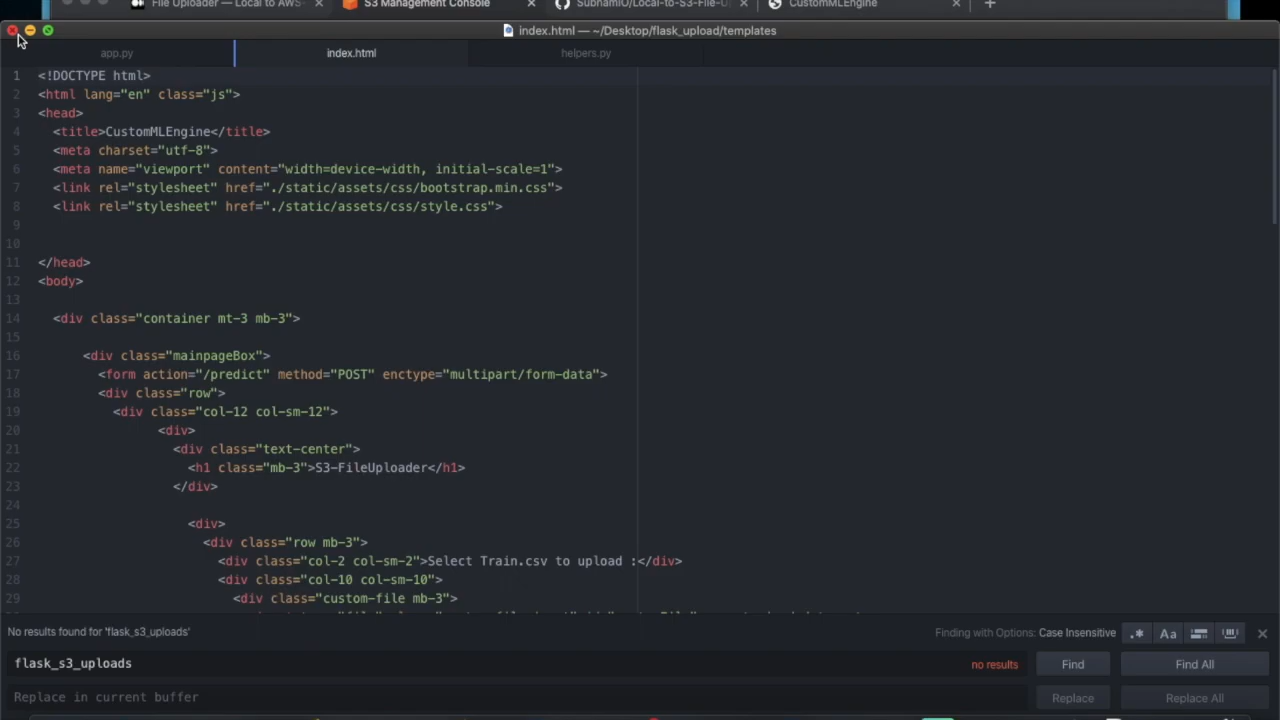 File Uploader — Local to AWS S3 Management Console SubhamIO/Local-to-S3-File-U CustomMLEngine
index.html — ~/Desktop/flask_upload/templates
app.py index.html helpers.py
1 <!DOCTYPE html>
2 <html lang="en" class="js">
3 <head>
4 <title>CustomMLEngine</title>
5 <meta charset="utf-8">
6 <meta name="viewport" content="width=device-width, initial-scale=1">
7 <link rel="stylesheet" href="./static/assets/css/bootstrap.min.css">
8 <link rel="stylesheet" href="./static/assets/css/style.css">
9
10
11 </head>
12 <body>
13
14 <div class="container mt-3 mb-3">
15
16 <div class="mainpageBox">
17 <form action="/predict" method="POST" enctype="multipart/form-data">
18 <div class="row">
19 <div class="col-12 col-sm-12">
20 <div>
21 <div class="text-center">
22 <h1 class="mb-3">S3-FileUploader</h1>
23 </div>
24
25 <div>
26 <div class="row mb-3">
27 <div class="col-2 col-sm-2">Select Train.csv to upload :</div>
28 <div class="col-10 col-sm-10">
29 <div class="custom-file mb-3">
No results found for 'flask_s3_uploads' Finding with Options: Case Insensitive .* Aa
flask_s3_uploads no results Find Find All
Replace in current buffer Replace Replace All